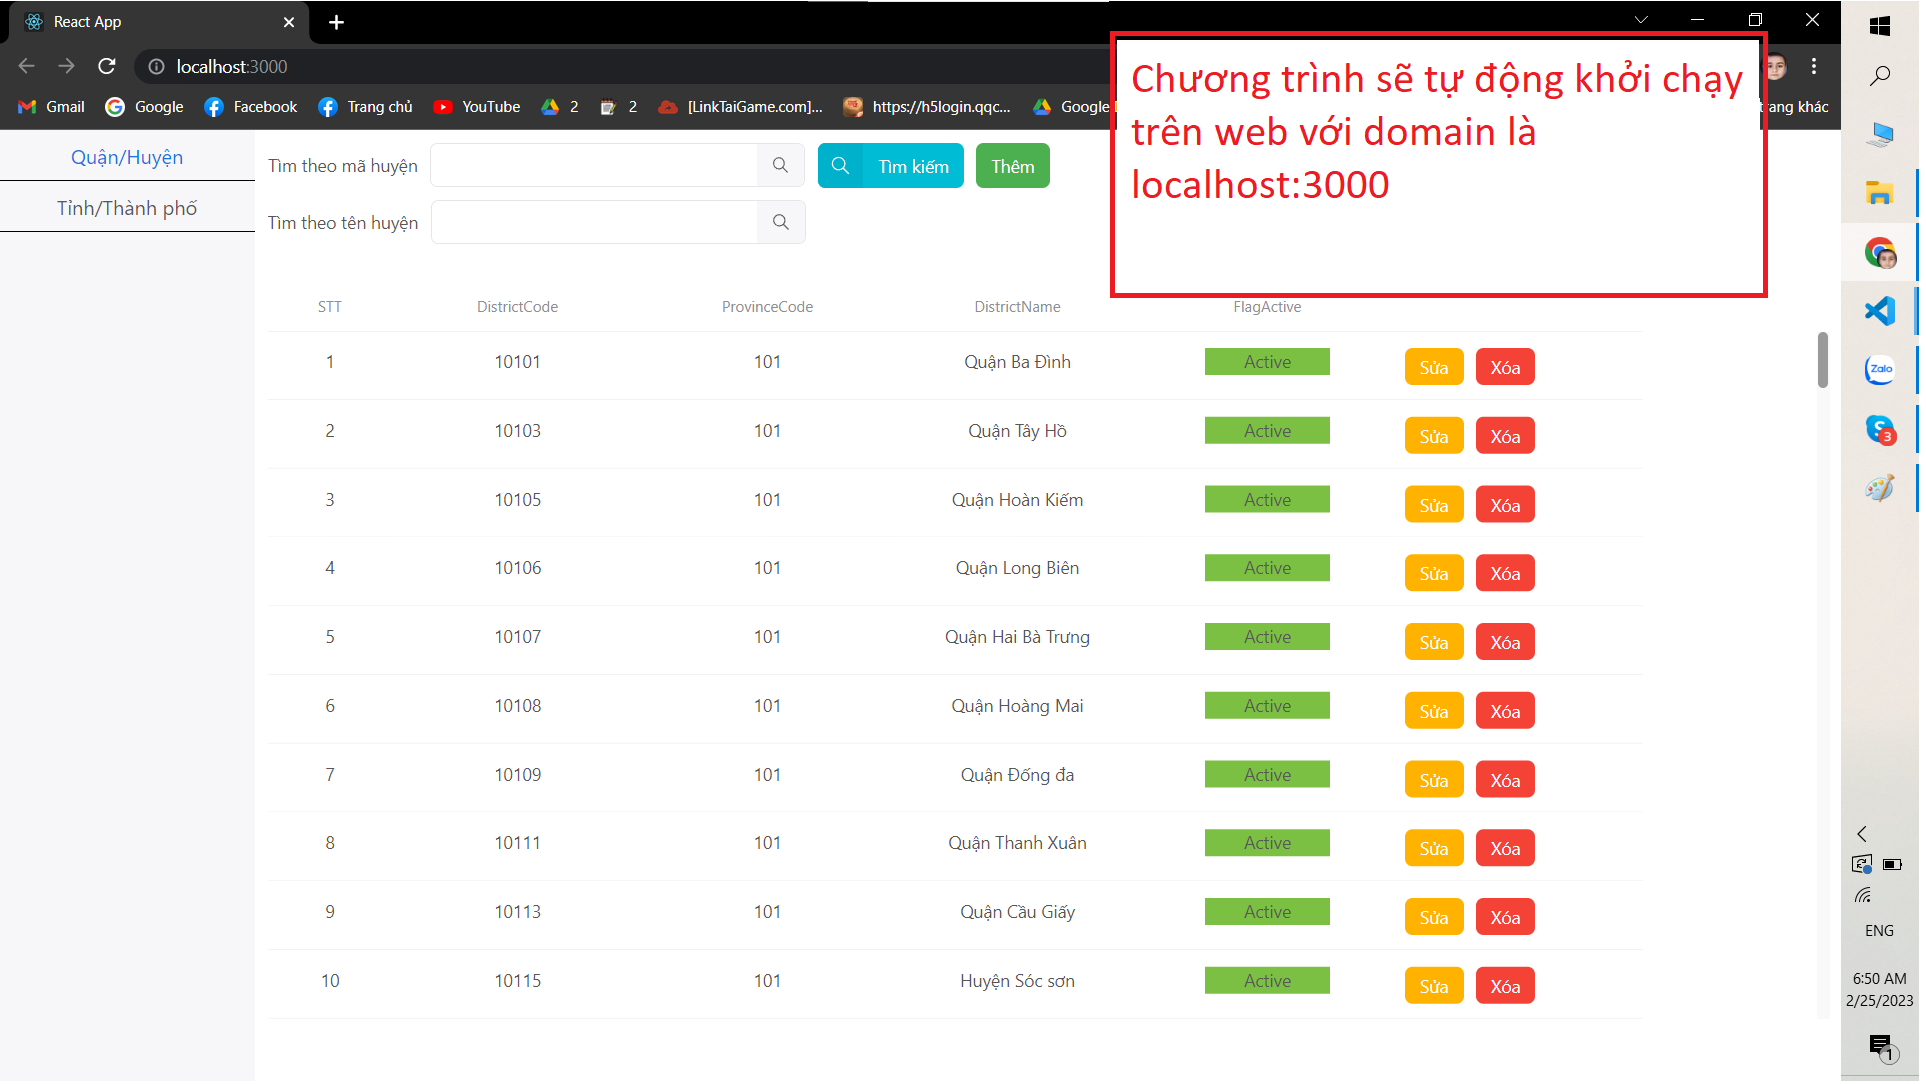 React App
localhost:3000
Gmail
Google
Facebook
Trang chủ
YouTube
2
2
[LinkTaiGame.com]...
https://h5login.qqc...
Google
trang khác
Chương trình sẽ tự động khởi chạy
trên web với domain là
localhost:3000
Quận/Huyện
Tỉnh/Thành phố
Tìm theo mã huyện
Tìm kiếm
Thêm
Tìm theo tên huyện
STT DistrictCode ProvinceCode DistrictName FlagActive
1 10101 101 Quận Ba Đình Active Sửa Xóa
2 10103 101 Quận Tây Hồ Active Sửa Xóa
3 10105 101 Quận Hoàn Kiếm Active Sửa Xóa
4 10106 101 Quận Long Biên Active Sửa Xóa
5 10107 101 Quận Hai Bà Trưng Active Sửa Xóa
6 10108 101 Quận Hoàng Mai Active Sửa Xóa
7 10109 101 Quận Đống đa Active Sửa Xóa
8 10111 101 Quận Thanh Xuân Active Sửa Xóa
9 10113 101 Quận Cầu Giấy Active Sửa Xóa
10 10115 101 Huyện Sóc sơn Active Sửa Xóa
Zalo
3
ENG
6:50 AM
2/25/2023
1